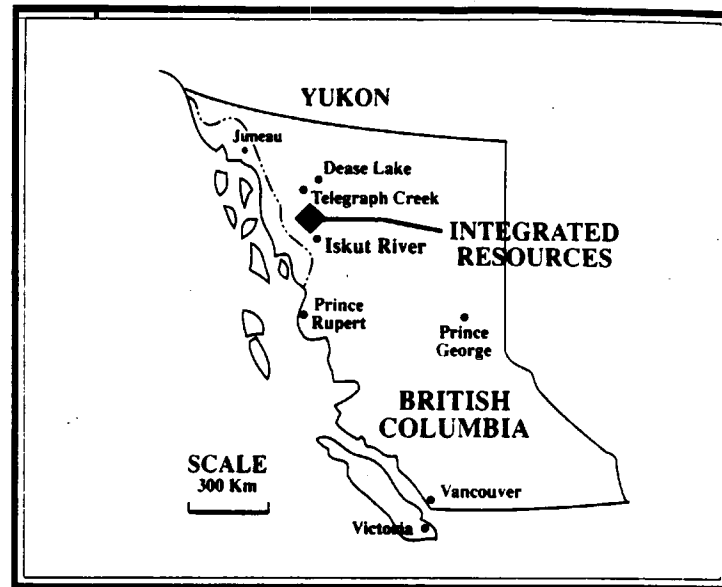 YUKON
Juneau
Dease Lake
Telegraph Creek
INTEGRATED
RESOURCES
Iskut River
Prince
Rupert
Prince
George
BRITISH
COLUMBIA
SCALE
300 Km
Vancouver
Victoria